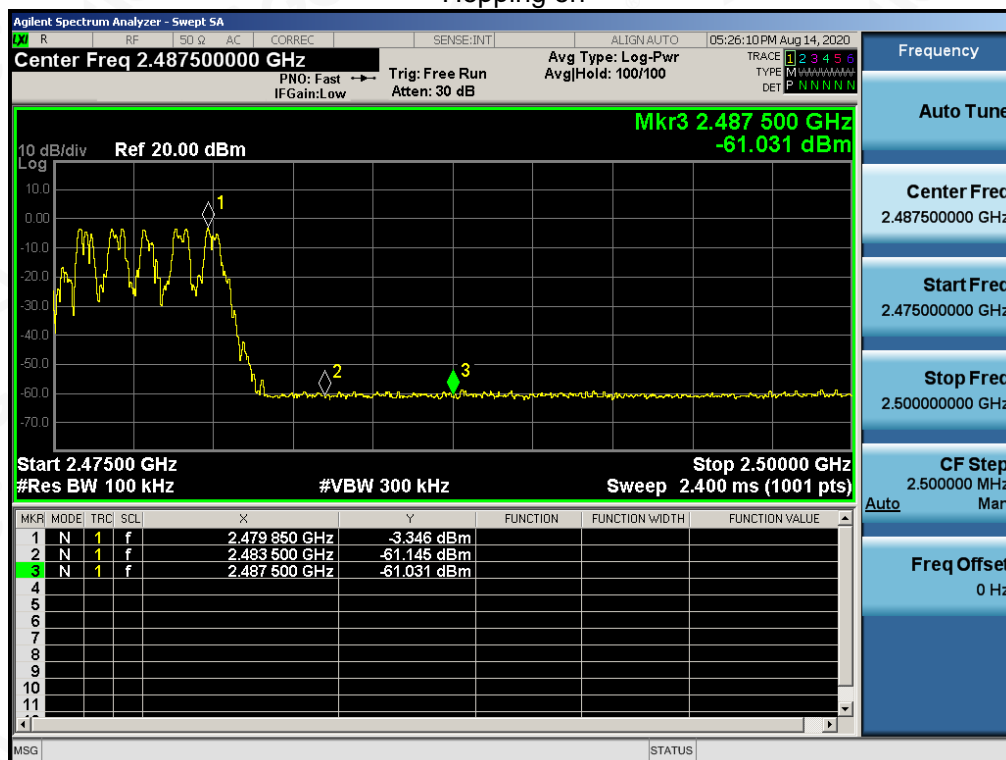 Hopping on
Agilent Spectrum Analyzer - Swept SA
LXI R RF 50 Ω AC CORREC SENSE:INT ALIGN AUTO 05:26:10 PM Aug 14, 2020
Center Freq 2.487500000 GHz
PNO: Fast
IFGain:Low
Trig: Free Run
Atten: 30 dB
Avg Type: Log-Pwr
Avg|Hold: 100/100
TRACE 1 2 3 4 5 6
TYPE M WWWWW
DET P N N N N N
Mkr3 2.487 500 GHz
-61.031 dBm
10 dB/div Ref 20.00 dBm
Log
10.0
0.00
-10.0
-20.0
-30.0
-40.0
-50.0
-60.0
-70.0
1
2
3
Start 2.47500 GHz Stop 2.50000 GHz
#Res BW 100 kHz #VBW 300 kHz Sweep 2.400 ms (1001 pts)
MKR MODE TRC SCL X Y FUNCTION FUNCTION WIDTH FUNCTION VALUE
1 N 1 f 2.479 850 GHz -3.346 dBm
2 N 1 f 2.483 500 GHz -61.145 dBm
3 N 1 f 2.487 500 GHz -61.031 dBm
4
5
6
7
8
9
10
11
MSG STATUS
Frequency
Auto Tune
Center Freq
2.487500000 GHz
Start Freq
2.475000000 GHz
Stop Freq
2.500000000 GHz
CF Step
2.500000 MHz
Auto Man
Freq Offset
0 Hz